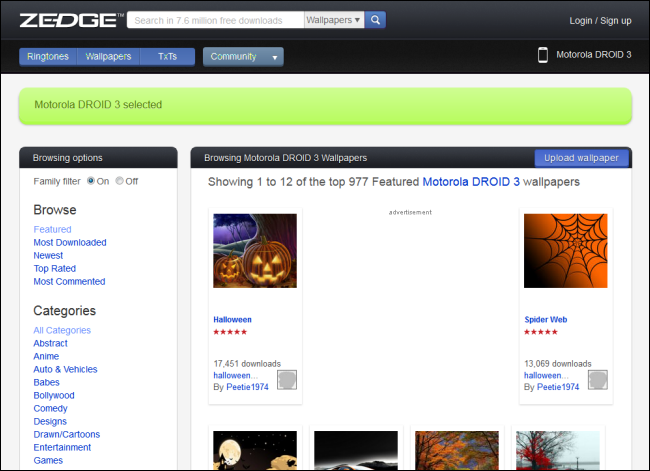 ZEDGE™
Search in 7.6 million free downloads
Wallpapers ▾
Login / Sign up
Ringtones
Wallpapers
TxTs
Community ▾
Motorola DROID 3
Motorola DROID 3 selected
Browsing options
Family filter On Off
Browse
Featured
Most Downloaded
Newest
Top Rated
Most Commented
Categories
All Categories
Abstract
Anime
Auto & Vehicles
Babes
Bollywood
Comedy
Designs
Drawn/Cartoons
Entertainment
Games
Browsing Motorola DROID 3 Wallpapers
Upload wallpaper
Showing 1 to 12 of the top 977 Featured Motorola DROID 3 wallpapers
advertisement
Halloween
★★★★★
17,451 downloads
halloween...
By Peetie1974
Spider Web
★★★★★
13,069 downloads
halloween...
By Peetie1974